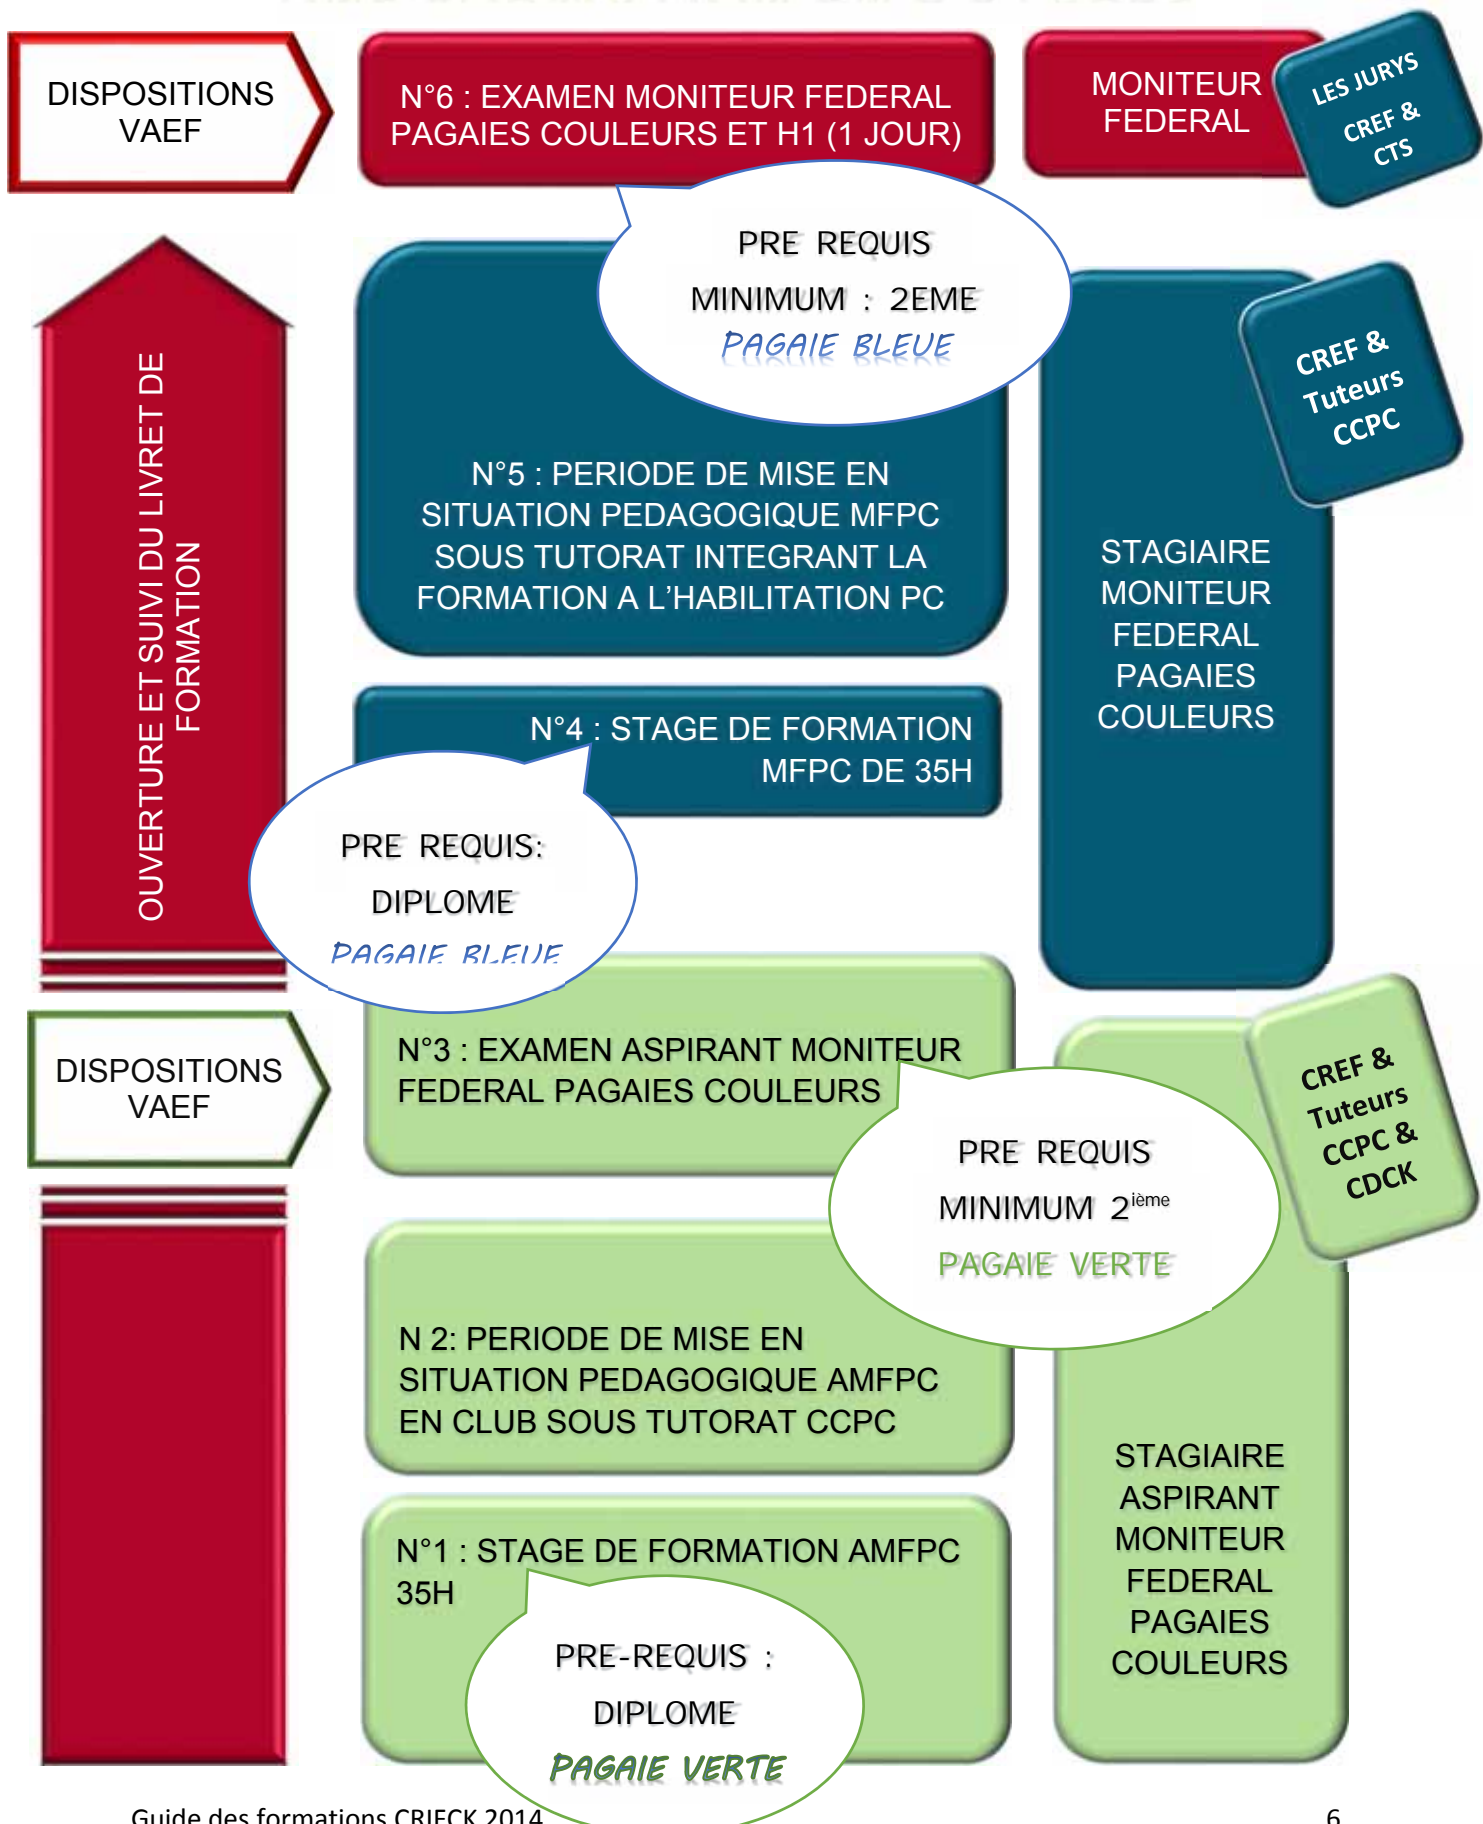 DISPOSITIONS
VAEF
N°6 : EXAMEN MONITEUR FEDERAL
PAGAIES COULEURS ET H1 (1 JOUR)
MONITEUR
FEDERAL
LES JURYS
CREF &
CTS
PRE REQUIS
MINIMUM : 2EME
PAGAIE BLEUE
CREF &
Tuteurs
CCPC
OUVERTURE ET SUIVI DU LIVRET DE
FORMATION
N°5 : PERIODE DE MISE EN
SITUATION PEDAGOGIQUE MFPC
SOUS TUTORAT INTEGRANT LA
FORMATION A L’HABILITATION PC
STAGIAIRE
MONITEUR
FEDERAL
PAGAIES
COULEURS
N°4 : STAGE DE FORMATION
MFPC DE 35H
PRE REQUIS:
DIPLOME
PAGAIE BLEUE
DISPOSITIONS
VAEF
N°3 : EXAMEN ASPIRANT MONITEUR
FEDERAL PAGAIES COULEURS
CREF &
Tuteurs
CCPC &
CDCK
PRE REQUIS
MINIMUM 2ième
PAGAIE VERTE
N 2: PERIODE DE MISE EN
SITUATION PEDAGOGIQUE AMFPC
EN CLUB SOUS TUTORAT CCPC
STAGIAIRE
ASPIRANT
MONITEUR
FEDERAL
PAGAIES
COULEURS
N°1 : STAGE DE FORMATION AMFPC
35H
PRE-REQUIS :
DIPLOME
PAGAIE VERTE
Guide des formations CRIFCK 2014
6